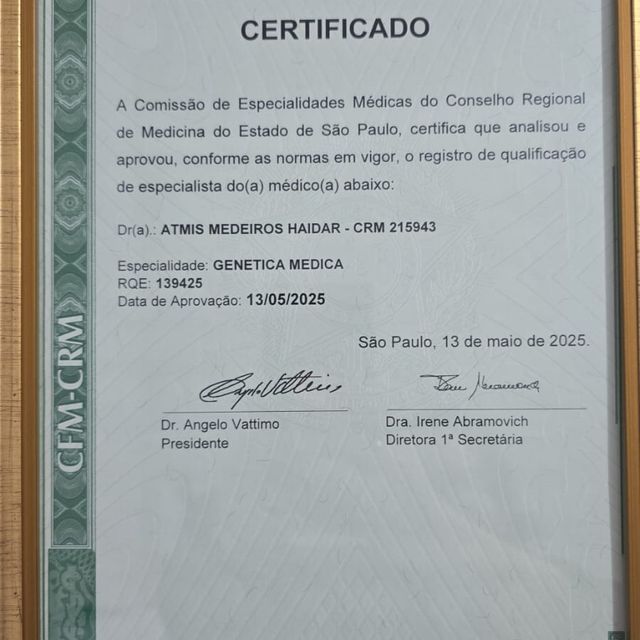 CERTIFICADO
A Comissão de Especialidades Médicas do Conselho Regional
de Medicina do Estado de São Paulo, certifica que analisou e
aprovou, conforme as normas em vigor, o registro de qualificação
de especialista do(a) médico(a) abaixo:
Dr(a).: ATMIS MEDEIROS HAIDAR - CRM 215943
Especialidade: GENETICA MEDICA
RQE: 139425
Data de Aprovação: 13/05/2025
São Paulo, 13 de maio de 2025.
Dr. Angelo Vattimo
Presidente
Dra. Irene Abramovich
Diretora 1ª Secretária
CFM-CRM